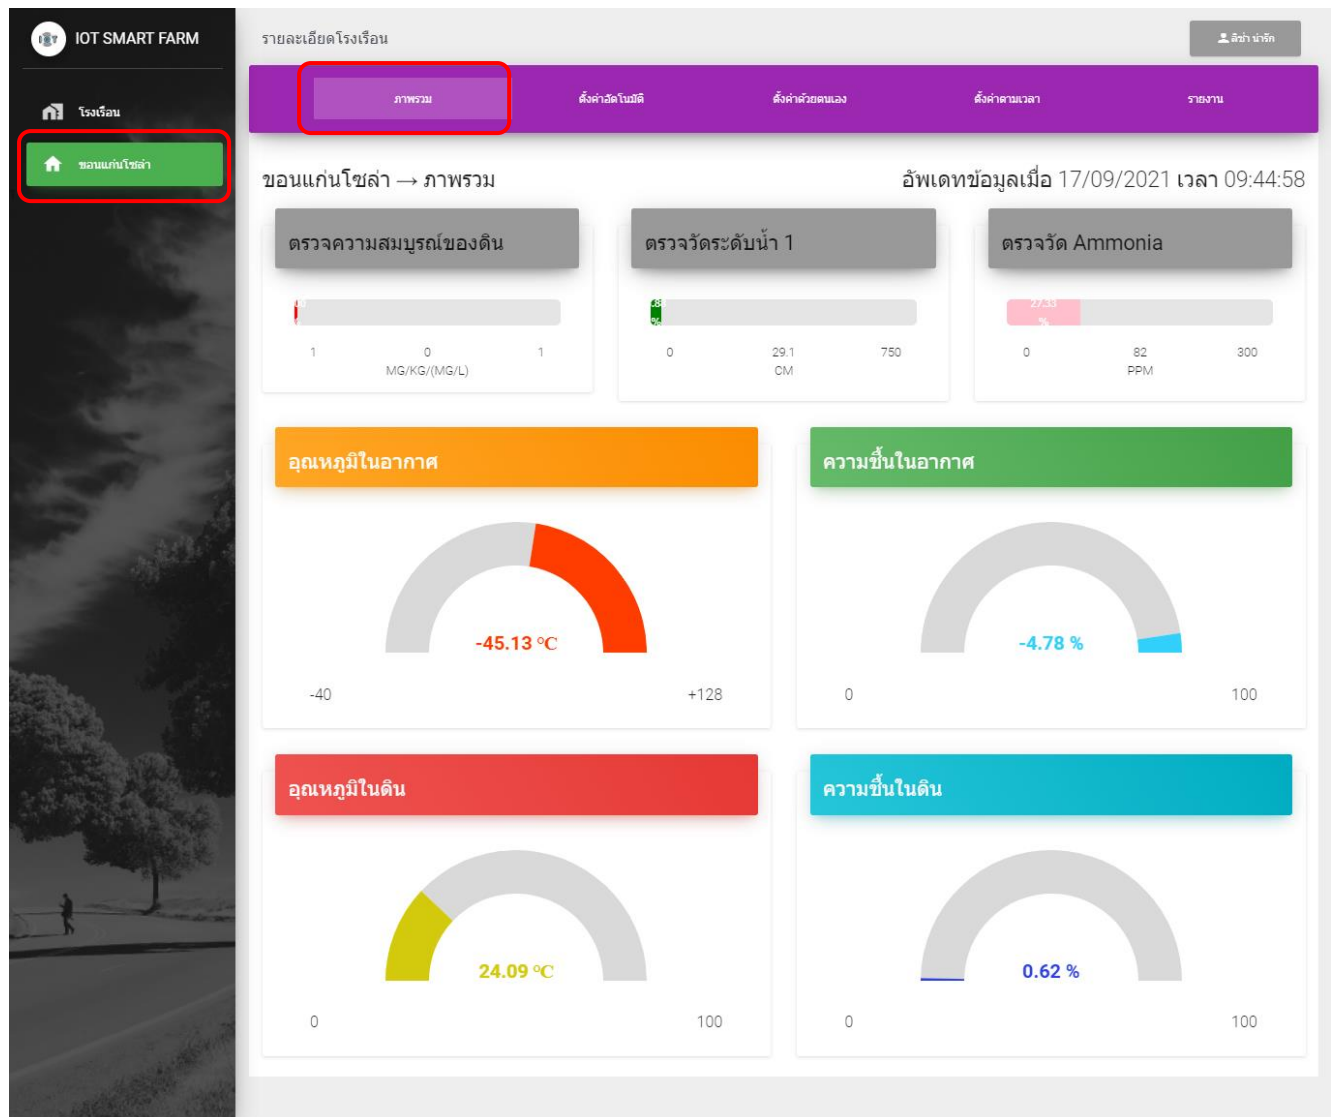 IOT SMART FARM
รายละเอียดโรงเรือน
ลิซ่า น่ารัก
โรงเรือน
ขอนแก่นโซล่า
ภาพรวม
ตั้งค่าอัตโนมัติ
ตั้งค่าด้วยตนเอง
ตั้งค่าตามเวลา
รายงาน
ขอนแก่นโซล่า → ภาพรวม
อัพเดทข้อมูลเมื่อ 17/09/2021 เวลา 09:44:58
ตรวจความสมบูรณ์ของดิน
1 0 1
MG/KG/(MG/L)
ตรวจวัดระดับน้ำ 1
%
0 29.1 750
CM
ตรวจวัด Ammonia
27.33
%
0 82 300
PPM
อุณหภูมิในอากาศ
-45.13 °C
-40 +128
ความชื้นในอากาศ
-4.78 %
0 100
อุณหภูมิในดิน
24.09 °C
0 100
ความชื้นในดิน
0.62 %
0 100